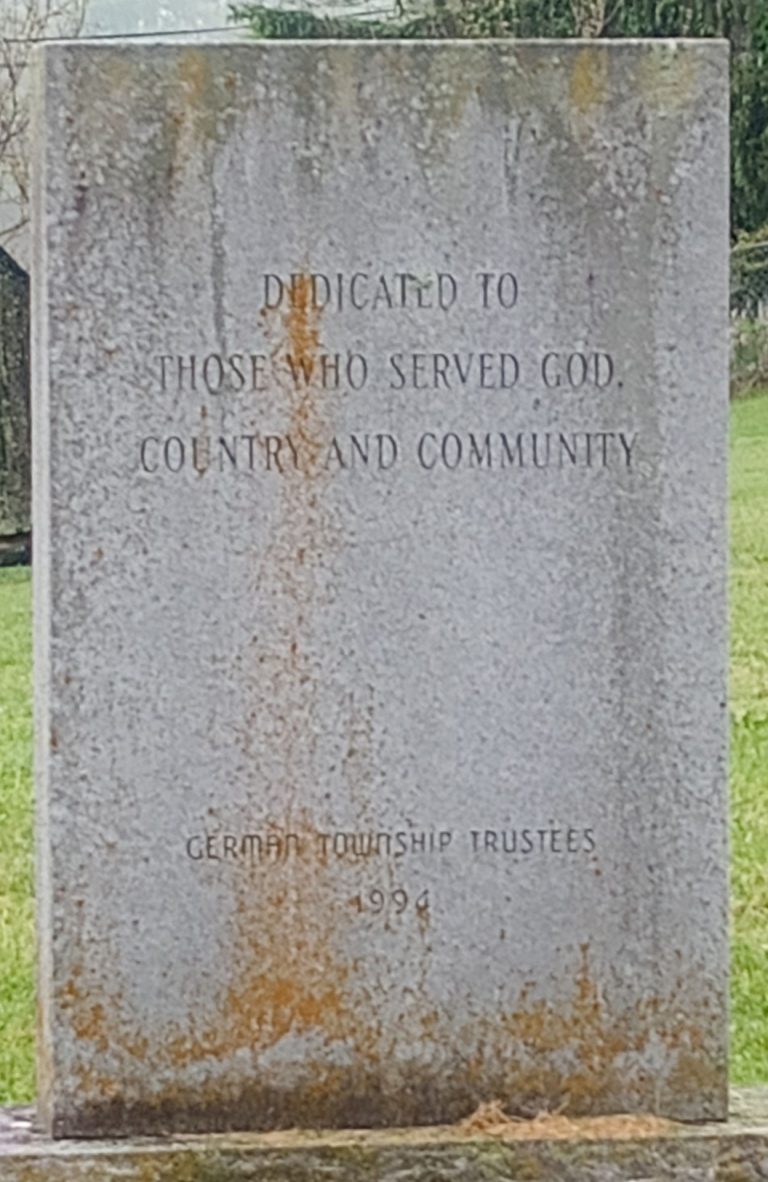 DEDICATED TO
THOSE WHO SERVED GOD,
COUNTRY AND COMMUNITY
GERMAN TOWNSHIP TRUSTEES
1994